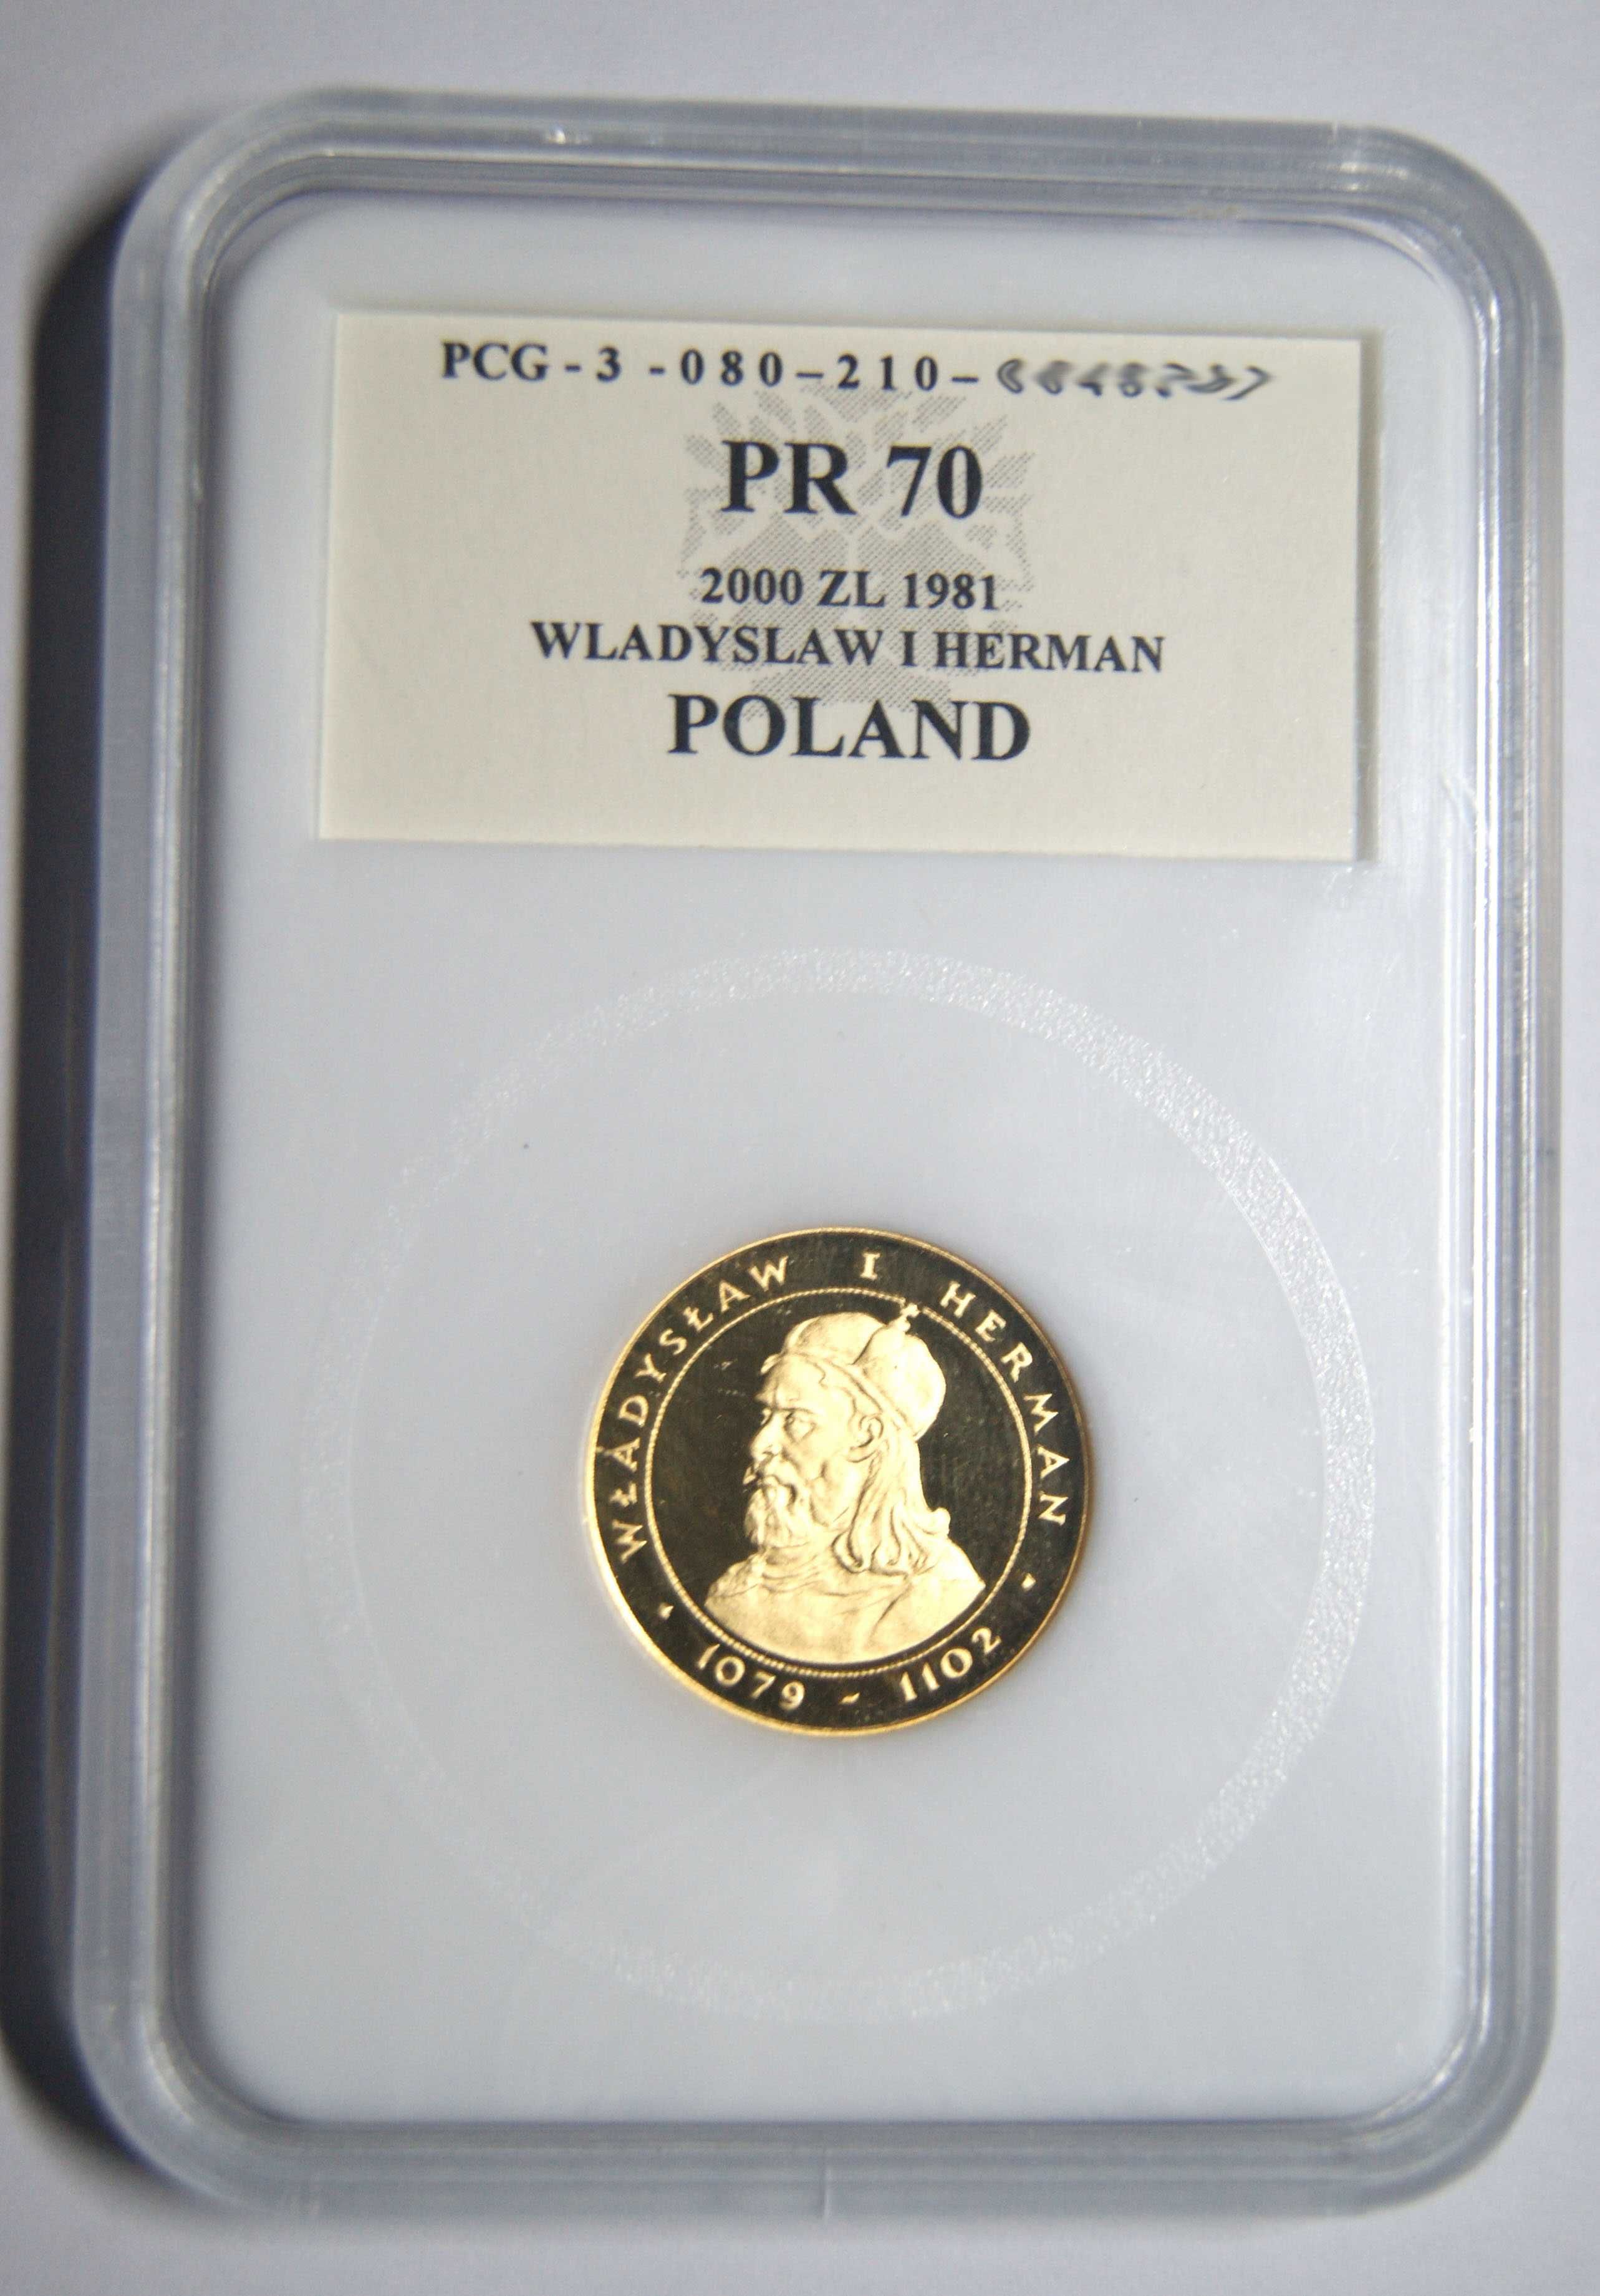 PCG - 3 - 080 - 210 -
PR 70
2000 ZL 1981
WLADYSLAW I HERMAN
POLAND
WŁADYSŁAW I HERMAN
1079 - 1102